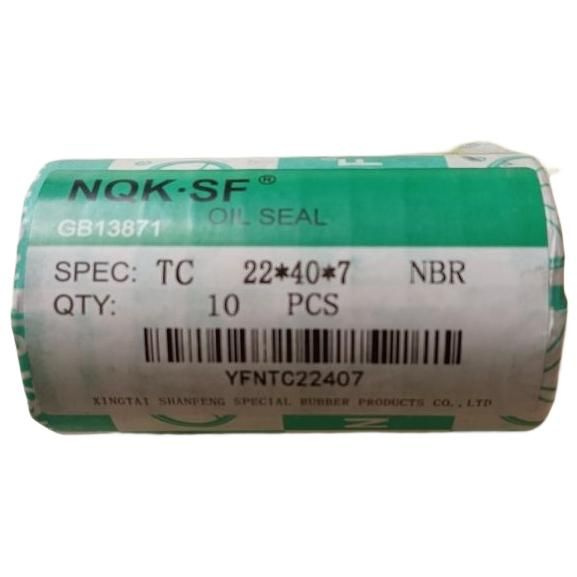 NQK·SF®
OIL SEAL
GB13871
SPEC: TC 22*40*7 NBR
QTY: 10 PCS
YFNTC22407
XINGTAI SHANFENG SPECIAL RUBBER PRODUCTS CO.,LTD
N
F